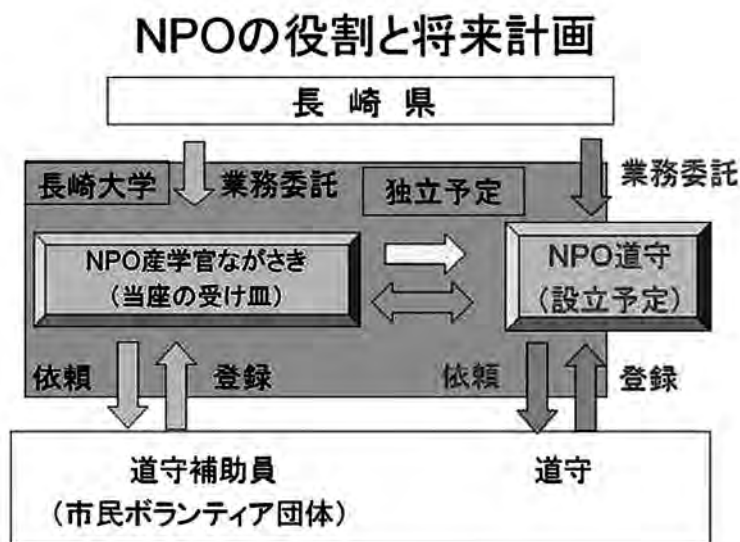 NPOの役割と将来計画
長崎県
長崎大学
業務委託
独立予定
業務委託
NPO産学官ながさき
(当座の受け皿)
NPO道守
(設立予定)
依頼
登録
依頼
登録
道守補助員
(市民ボランティア団体)
道守